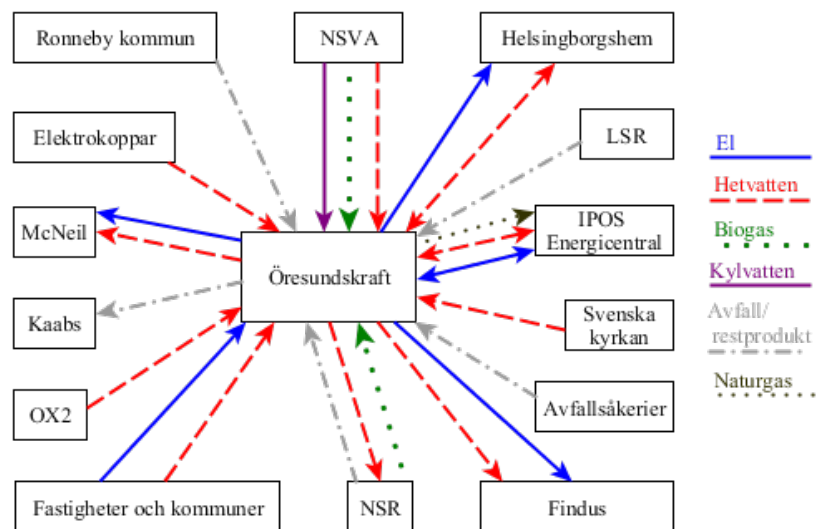 Ronneby kommun
NSVA
Helsingborgshem
Elektrokoppar
LSR
McNeil
Öresundskraft
IPOS
Energicentral
Kaabs
Svenska
kyrkan
OX2
Avfallsåkerier
Fastigheter och kommuner
NSR
Findus
El
Hetvatten
Biogas
Kylvatten
Avfall/
restprodukt
Naturgas